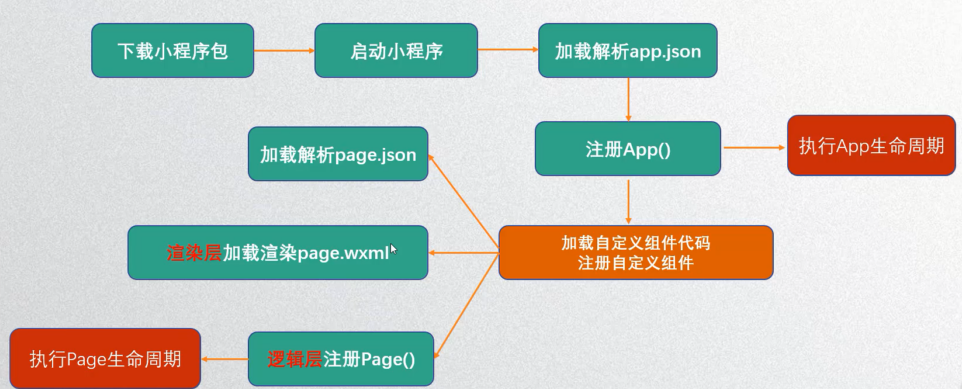 下载小程序包
启动小程序
加载解析app.json
注册App()
执行App生命周期
加载解析page.json
渲染层加载渲染page.wxml
加载自定义组件代码
注册自定义组件
逻辑层注册Page()
执行Page生命周期